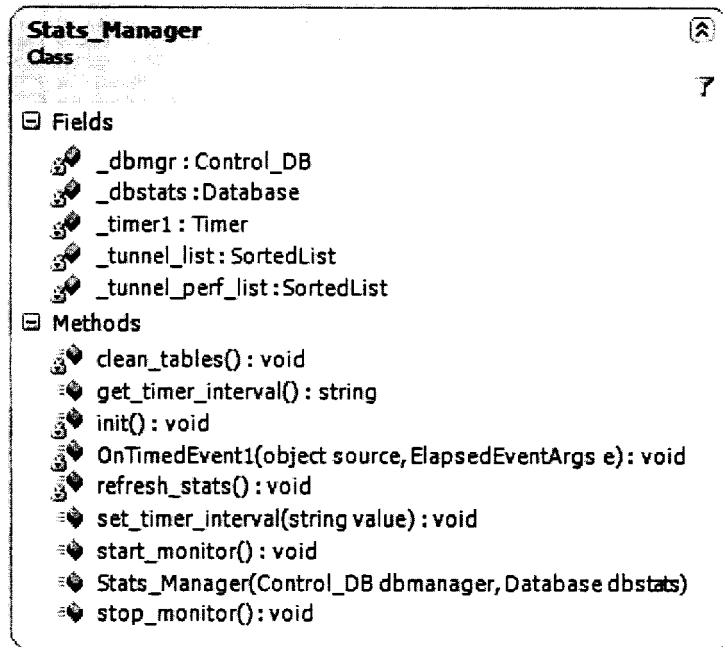 Stats_Manager
Class
Fields
_dbmgr : Control_DB
_dbstats : Database
_timer1 : Timer
_tunnel_list : SortedList
_tunnel_perf_list : SortedList
Methods
clean_tables() : void
get_timer_interval() : string
init() : void
OnTimedEvent1(object source, ElapsedEventArgs e) : void
refresh_stats() : void
set_timer_interval(string value) : void
start_monitor() : void
Stats_Manager(Control_DB dbmanager, Database dbstats)
stop_monitor() : void